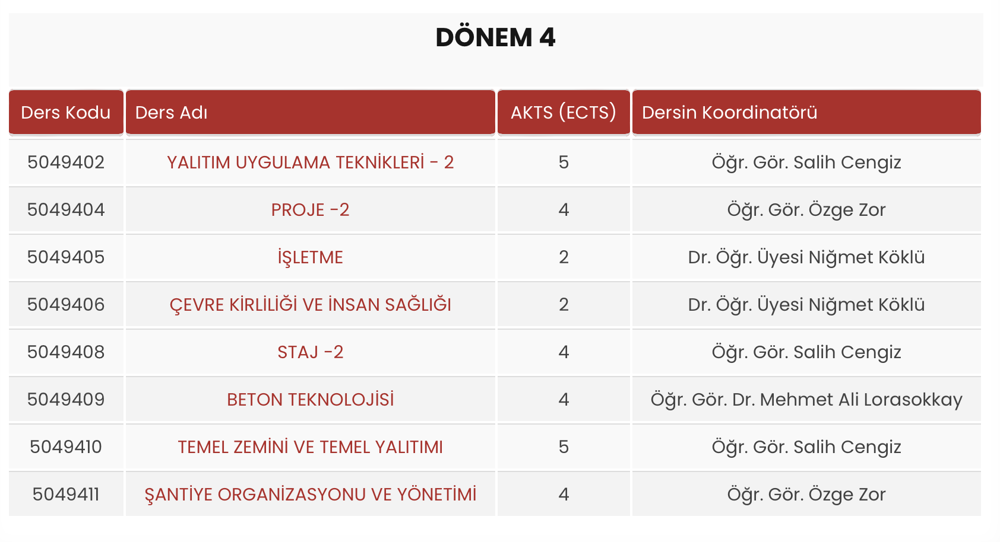 DÖNEM 4
Ders Kodu Ders Adı AKTS (ECTS) Dersin Koordinatörü
5049402 YALITIM UYGULAMA TEKNİKLERİ - 2 5 Öğr. Gör. Salih Cengiz
5049404 PROJE -2 4 Öğr. Gör. Özge Zor
5049405 İŞLETME 2 Dr. Öğr. Üyesi Niğmet Köklü
5049406 ÇEVRE KİRLİLİĞİ VE İNSAN SAĞLIĞI 2 Dr. Öğr. Üyesi Niğmet Köklü
5049408 STAJ -2 4 Öğr. Gör. Salih Cengiz
5049409 BETON TEKNOLOJİSİ 4 Öğr. Gör. Dr. Mehmet Ali Lorasokkay
5049410 TEMEL ZEMİNİ VE TEMEL YALITIMI 5 Öğr. Gör. Salih Cengiz
5049411 ŞANTİYE ORGANİZASYONU VE YÖNETİMİ 4 Öğr. Gör. Özge Zor